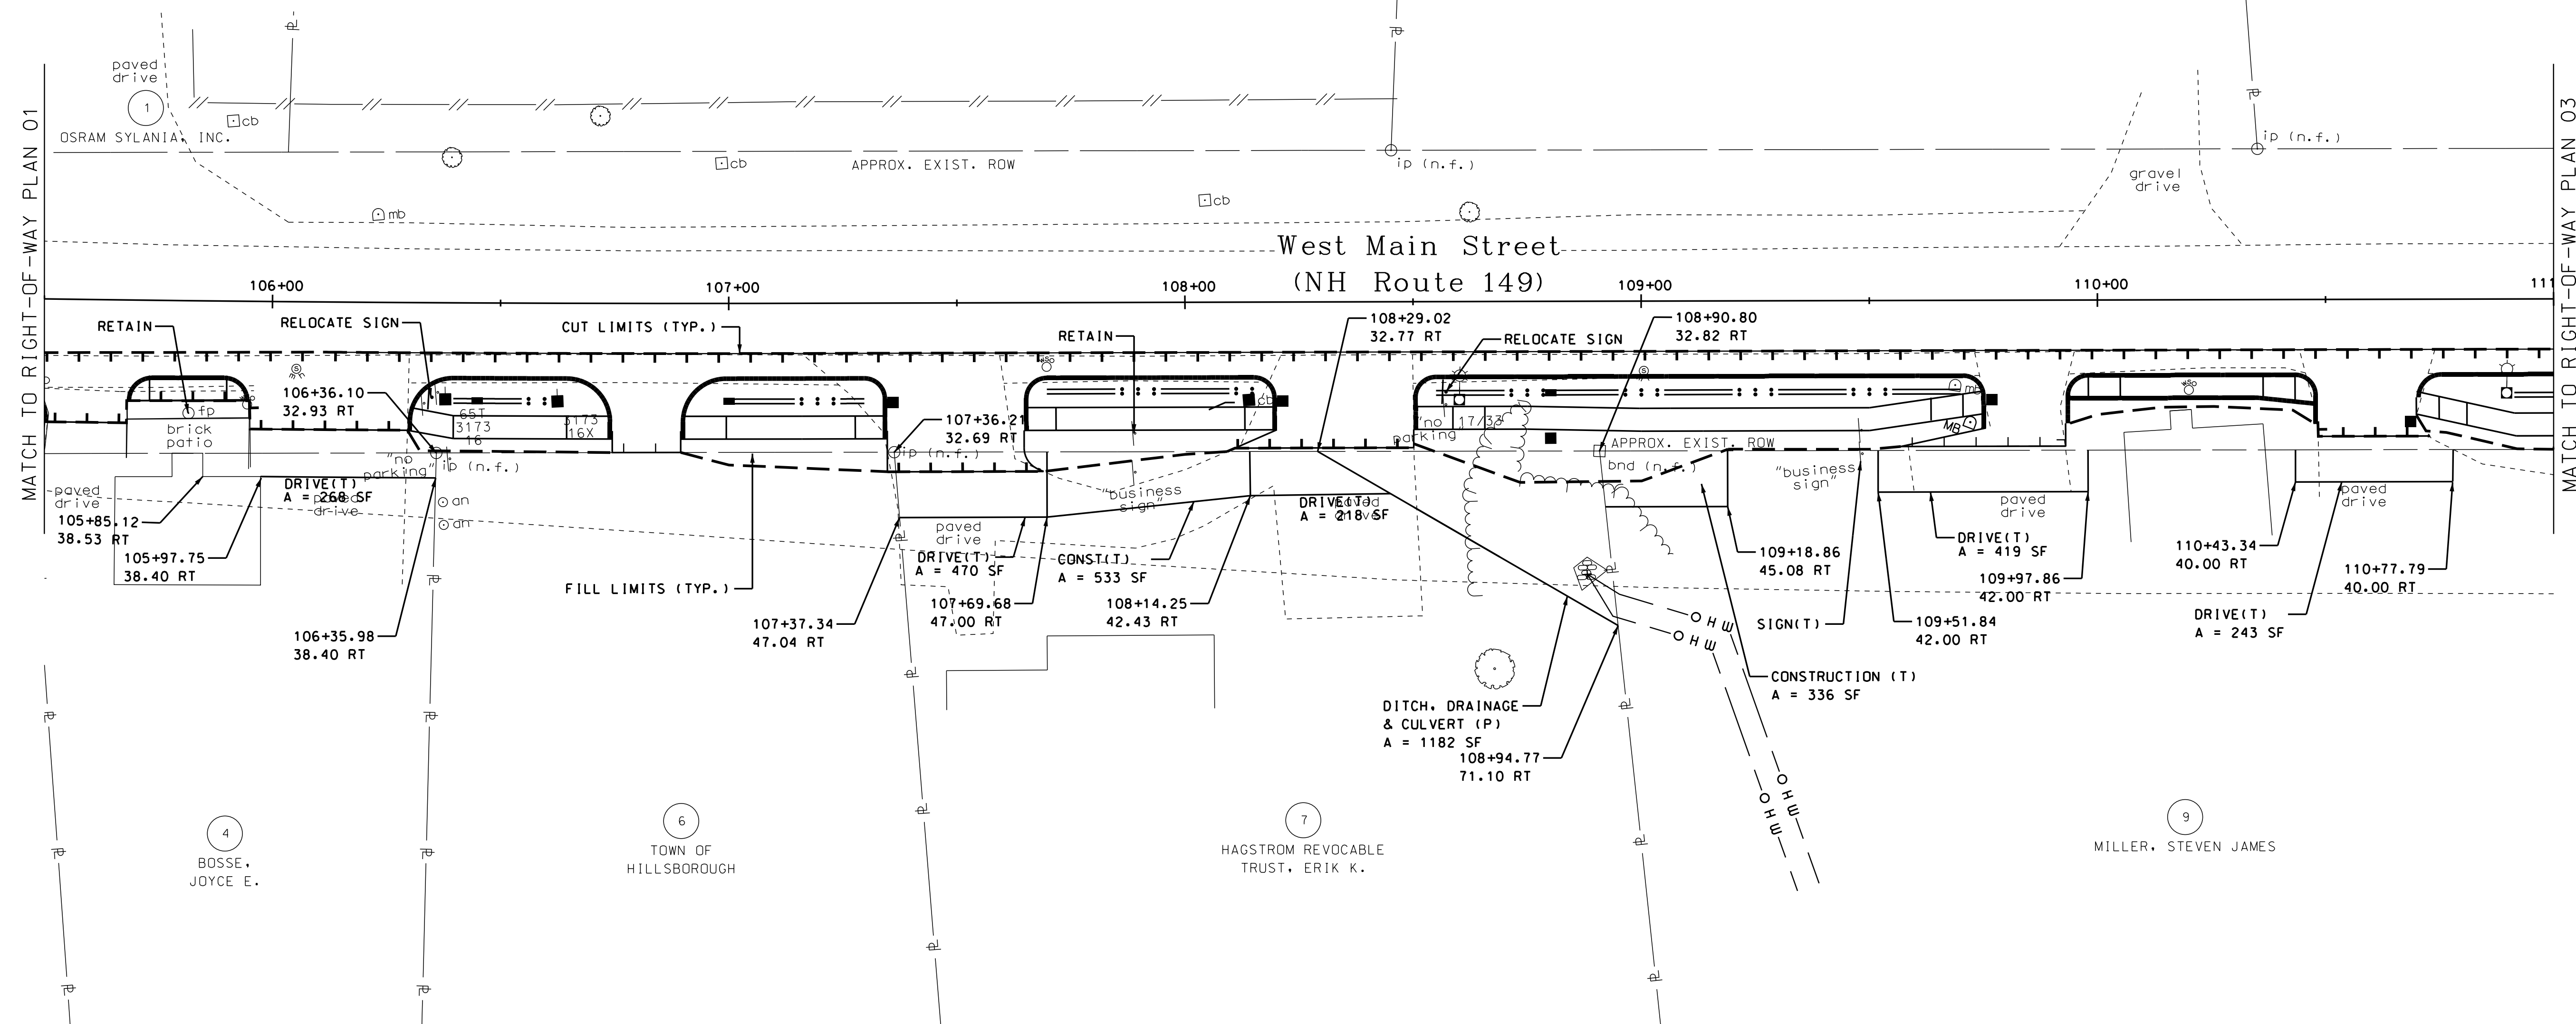 MATCH TO RIGHT-OF-WAY PLAN 01
MATCH TO RIGHT-OF-WAY PLAN 03
paved
drive
1
OSRAM SYLANIA, INC.
cb
cb
APPROX. EXIST. ROW
mb
cb
ip (n.f.)
ip (n.f.)
gravel
drive
West Main Street
(NH Route 149)
106+00
107+00
108+00
109+00
110+00
111
RETAIN
RELOCATE SIGN
CUT LIMITS (TYP.)
RETAIN
108+29.02
32.77 RT
RELOCATE SIGN
108+90.80
32.82 RT
106+36.10
32.93 RT
fp
brick
patio
65T
3173
16
3173
16X
107+36.21
32.69 RT
cb
"no
parking"
17/33
mb
MB
APPROX. EXIST. ROW
"no
parking"
ip (n.f.)
ip (n.f.)
bnd (n.f.)
"business
sign"
"business
sign"
paved
drive
DRIVE(T)
A = 268 SF
paved
drive
an
an
105+85.12
38.53 RT
105+97.75
38.40 RT
106+35.98
38.40 RT
FILL LIMITS (TYP.)
107+37.34
47.04 RT
paved
drive
DRIVE(T)
A = 470 SF
107+69.68
47.00 RT
CONST(T)
A = 533 SF
108+14.25
42.43 RT
DRIVE(T)
A = 218 SF
paved
drive
109+18.86
45.08 RT
SIGN(T)
DRIVE(T)
A = 419 SF
paved
drive
109+97.86
42.00 RT
109+51.84
42.00 RT
110+43.34
40.00 RT
paved
drive
110+77.79
40.00 RT
DRIVE(T)
A = 243 SF
OHW
OHW
CONSTRUCTION (T)
A = 336 SF
DITCH, DRAINAGE
& CULVERT (P)
A = 1182 SF
108+94.77
71.10 RT
OHW
OHW
4
BOSSE,
JOYCE E.
6
TOWN OF
HILLSBOROUGH
7
HAGSTROM REVOCABLE
TRUST, ERIK K.
9
MILLER, STEVEN JAMES